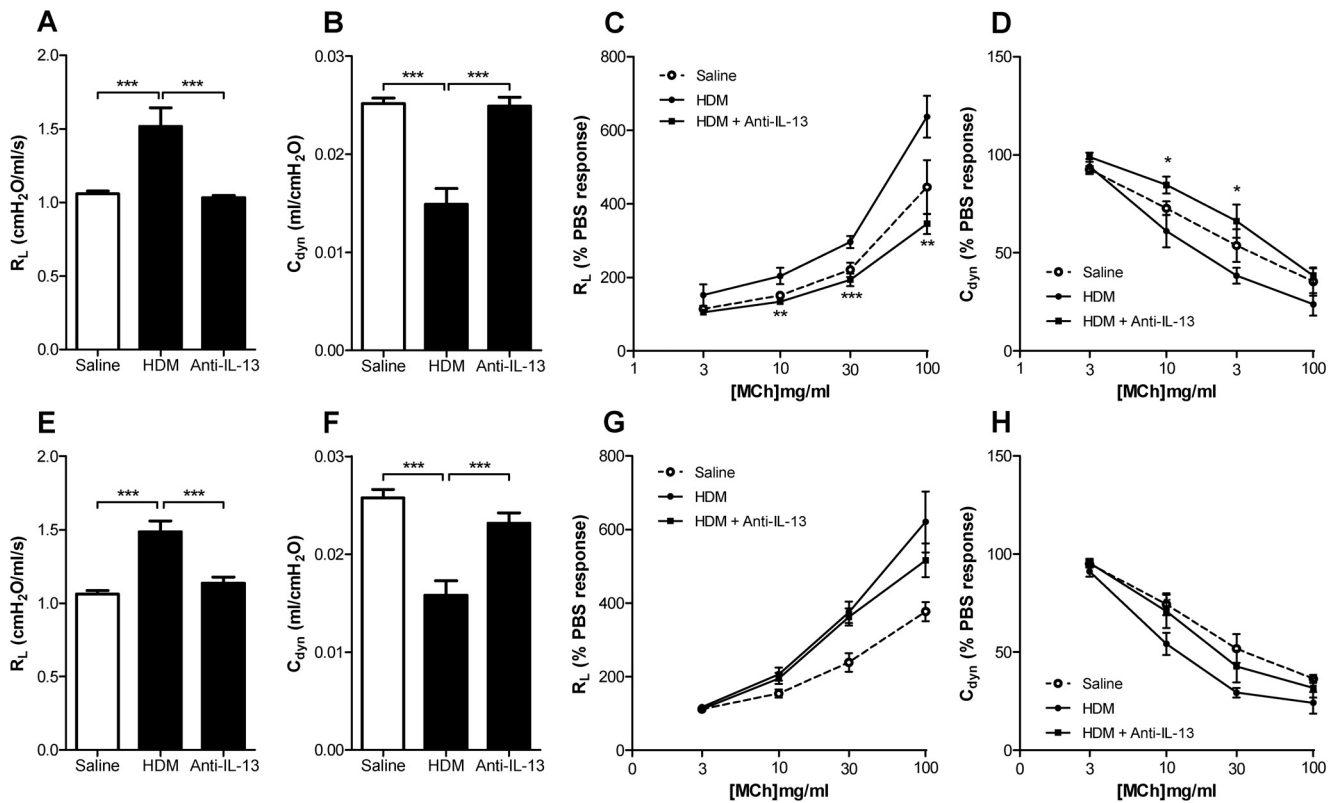 A
2.0
1.5
1.0
0.5
0.0
R_L (cmH₂O/ml/s)
*** ***
Saline HDM Anti-IL-13
B
0.03
0.02
0.01
0.00
C_dyn (ml/cmH₂O)
*** ***
Saline HDM Anti-IL-13
C
800
600
400
200
0
R_L (% PBS response)
Saline
HDM
HDM + Anti-IL-13
**
***
**
1 3 10 30 100
[MCh]mg/ml
D
150
100
50
0
C_dyn (% PBS response)
*
*
Saline
HDM
HDM + Anti-IL-13
1 3 10 3 100
[MCh]mg/ml
E
2.0
1.5
1.0
0.5
0.0
R_L (cmH₂O/ml/s)
*** ***
Saline HDM Anti-IL-13
F
0.03
0.02
0.01
0.00
C_dyn (ml/cmH₂O)
*** ***
Saline HDM Anti-IL-13
G
800
600
400
200
0
R_L (% PBS response)
Saline
HDM
HDM + Anti-IL-13
0 3 10 30 100
[MCh]mg/ml
H
150
100
50
0
C_dyn (% PBS response)
Saline
HDM
HDM + Anti-IL-13
0 3 10 30 100
[MCh]mg/ml